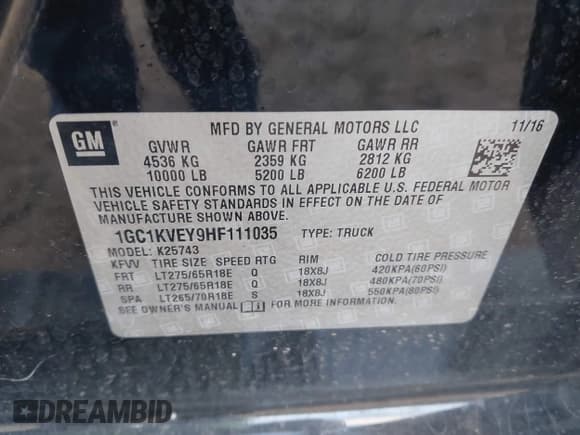 GM ®
MFD BY GENERAL MOTORS LLC 11/16
GVWR GAWR FRT GAWR RR
4536 KG 2359 KG 2812 KG
10000 LB 5200 LB 6200 LB
THIS VEHICLE CONFORMS TO ALL APPLICABLE U.S. FEDERAL MOTOR
VEHICLE SAFETY STANDARDS IN EFFECT ON THE DATE OF
MANUFACTURE SHOWN ABOVE.
1GC1KVEY9HF111035 TYPE: TRUCK
MODEL: K25743
KFVV TIRE SIZE SPEED RTG RIM COLD TIRE PRESSURE
FRT LT275/65R18E Q 18X8J 420KPA(60PSI)
RR LT275/65R18E Q 18X8J 480KPA(70PSI)
SPA LT265/70R18E S 18X8J 550KPA(80PSI)
SEE OWNER'S MANUAL FOR MORE INFORMATION.
DREAMBID